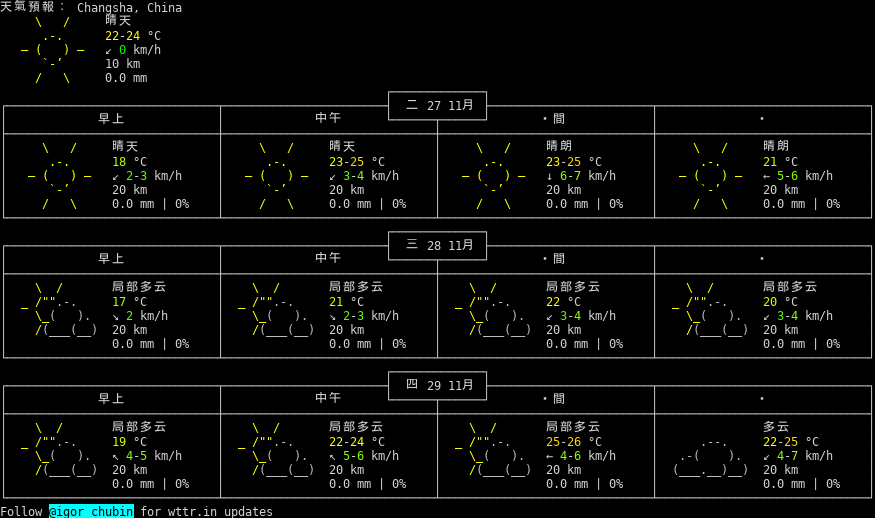 天氣預報： Changsha, China
晴天
22-24 °C
↙ 0 km/h
10 km
0.0 mm
二 27 11月
早上 中午 ・間 ・
晴天 晴天 晴朗 晴朗
18 °C 23-25 °C 23-25 °C 21 °C
↙ 2-3 km/h ↙ 3-4 km/h ↓ 6-7 km/h ← 5-6 km/h
20 km 20 km 20 km 20 km
0.0 mm | 0% 0.0 mm | 0% 0.0 mm | 0% 0.0 mm | 0%
三 28 11月
早上 中午 ・間 ・
局部多云 局部多云 局部多云 局部多云
17 °C 21 °C 22 °C 20 °C
↘ 2 km/h ↘ 2-3 km/h ↙ 3-4 km/h ↙ 3-4 km/h
20 km 20 km 20 km 20 km
0.0 mm | 0% 0.0 mm | 0% 0.0 mm | 0% 0.0 mm | 0%
四 29 11月
早上 中午 ・間 ・
局部多云 局部多云 局部多云 多云
19 °C 22-24 °C 25-26 °C 22-25 °C
↖ 4-5 km/h ↖ 5-6 km/h ← 4-6 km/h ↙ 4-7 km/h
20 km 20 km 20 km 20 km
0.0 mm | 0% 0.0 mm | 0% 0.0 mm | 0% 0.0 mm | 0%
Follow @igor_chubin for wttr.in updates